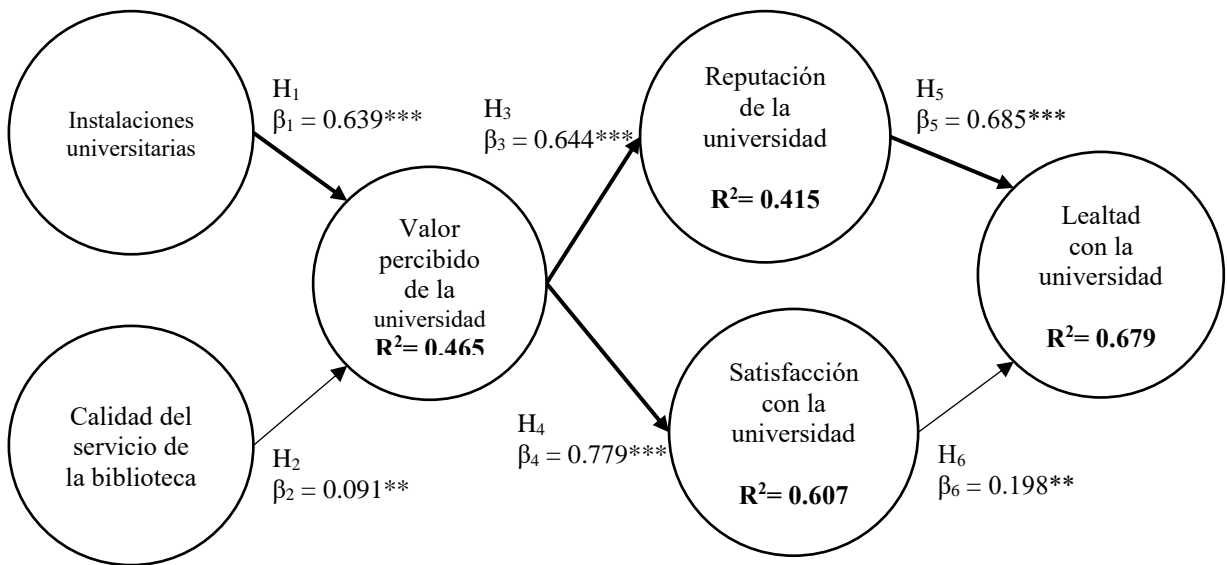 Instalaciones
universitarias
H₁
β₁ = 0.639***
Calidad del
servicio de
la biblioteca
H₂
β₂ = 0.091**
Valor
percibido
de la
universidad
R²= 0.465
H₃
β₃ = 0.644***
H₄
β₄ = 0.779***
Reputación
de la
universidad
R²= 0.415
Satisfacción
con la
universidad
R²= 0.607
H₅
β₅ = 0.685***
H₆
β₆ = 0.198**
Lealtad
con la
universidad
R²= 0.679